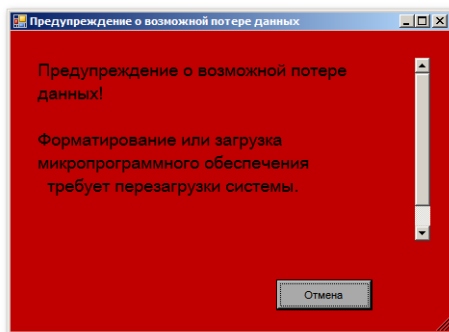 Предупреждение о возможной потере данных
Предупреждение о возможной потере
данных!
Форматирование или загрузка
микропрограммного обеспечения
требует перезагрузки системы.
Отмена